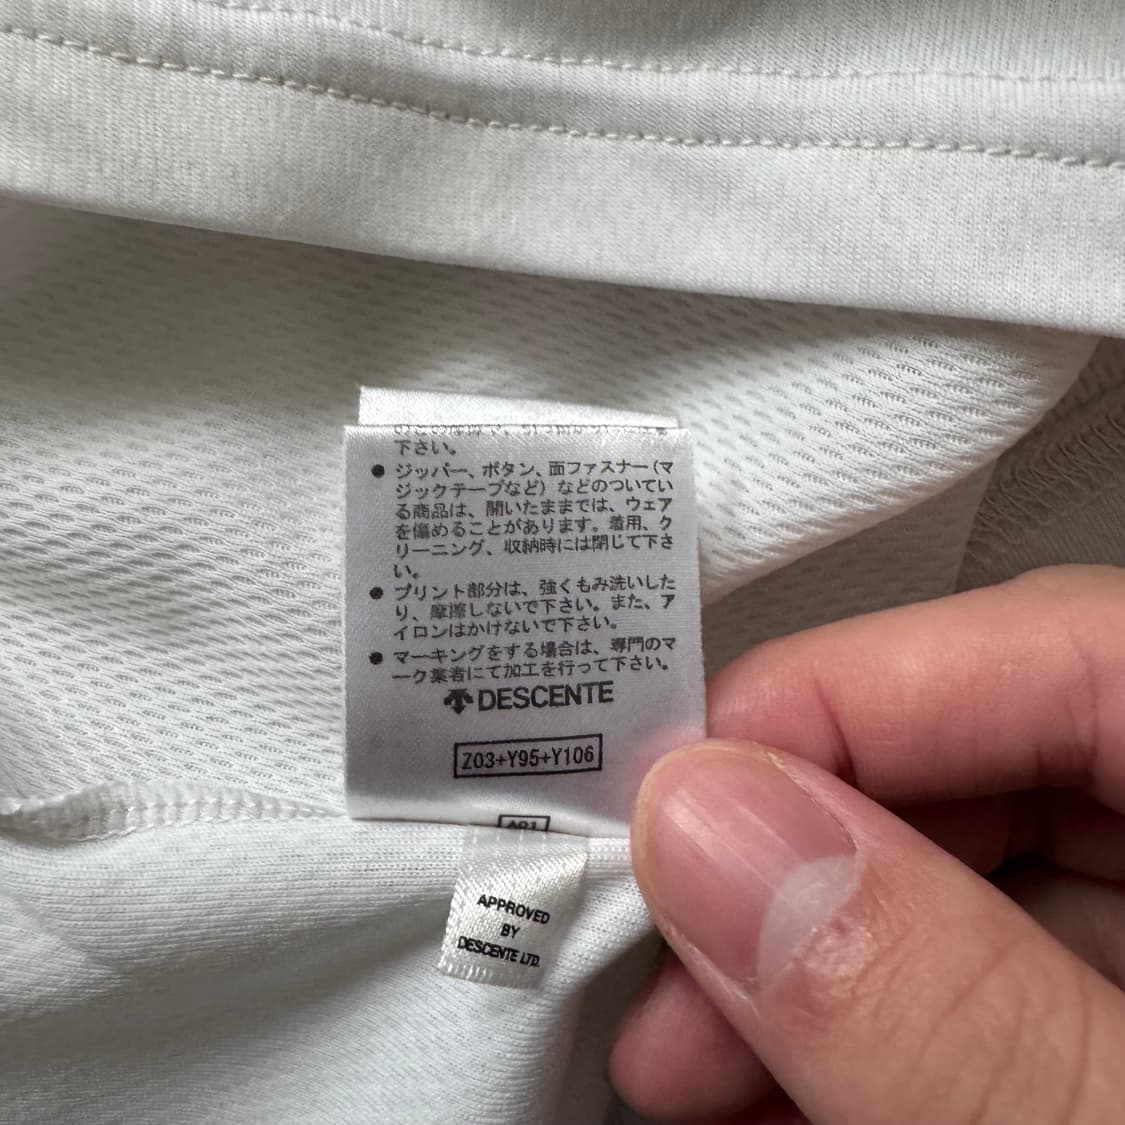 下さい。
● ジッパー、ボタン、面ファスナー(マ
ジックテープなど)などのついてい
る商品は、開いたままでは、ウェア
を傷めることがあります。着用、ク
リーニング、収納時には閉じて下さ
い。
● プリント部分は、強くもみ洗いした
り、摩擦しないで下さい。また、ア
イロンはかけないで下さい。
● マーキングをする場合は、専門のマ
ーク業者にて加工を行って下さい。
DESCENTE
Z03+Y95+Y106
APPROVED
BY
DESCENTE LTD.